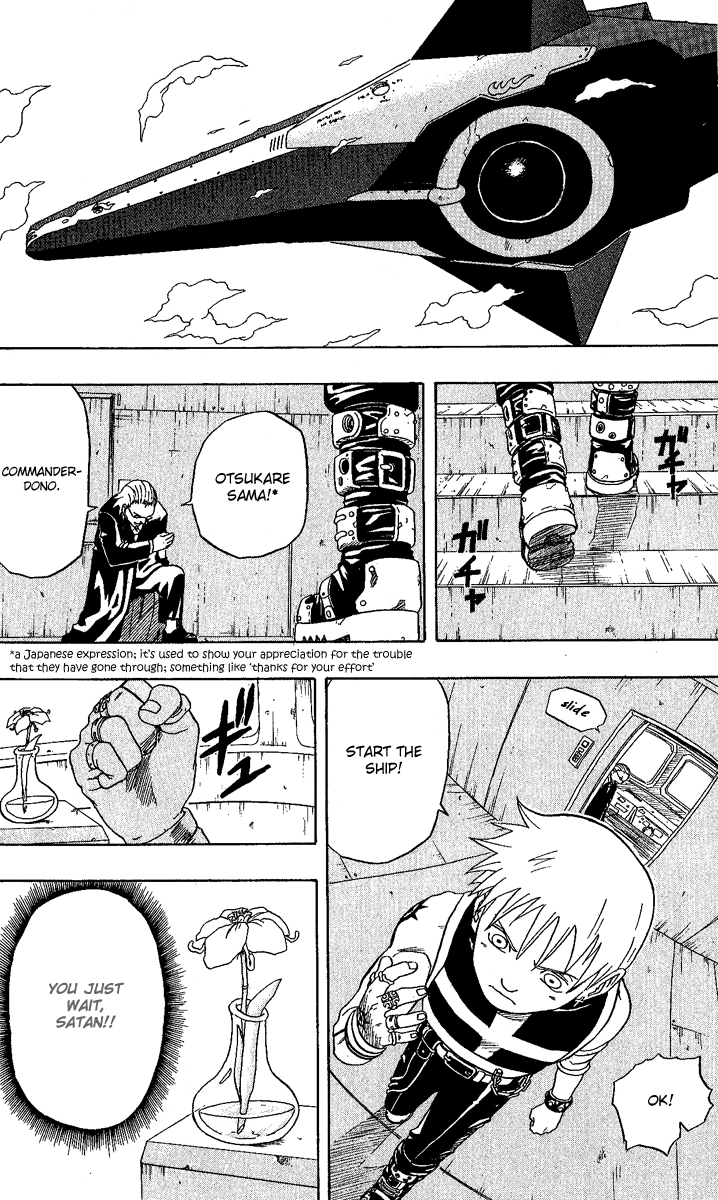 ガチャ
ガチャ
OTSUKARE
SAMA!*
COMMANDER-
DONO.
*a Japanese expression; it's used to show your appreciation for the trouble
that they have gone through; something like 'thanks for your effort'
slide
START THE
SHIP!
OK!
ギュ
YOU JUST
WAIT,
SATAN!!